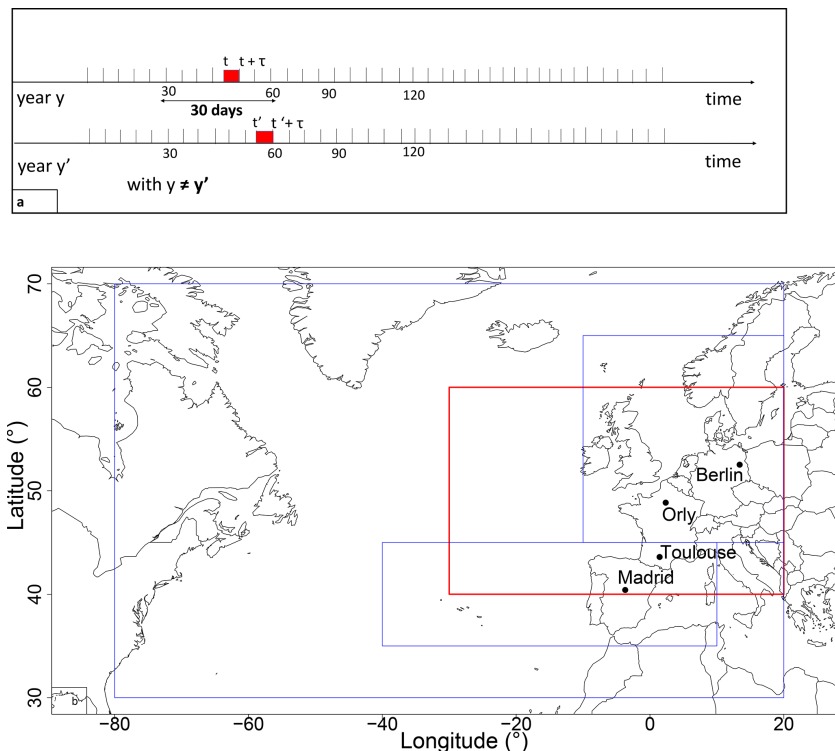 t t + τ
30 60 90 120
year y time
30 days
t’ t ‘+ τ
30 60 90 120
year y’ time
with y ≠ y’
a
70
60
50
40
30
Latitude (°)
Berlin
Orly
Toulouse
Madrid
b
−80 −60 −40 −20 0 20
Longitude (°)